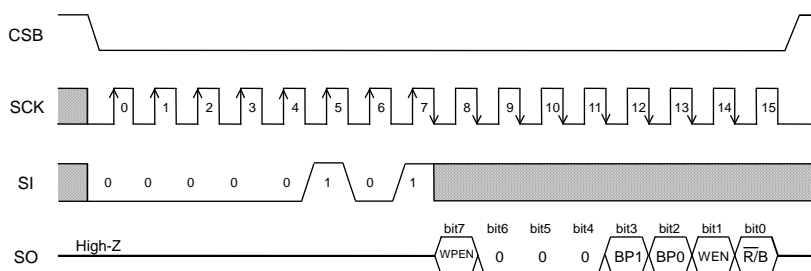 CSB
SCK 0 1 2 3 4 5 6 7 8 9 10 11 12 13 14 15
SI 0 0 0 0 0 1 0 1
bit7 bit6 bit5 bit4 bit3 bit2 bit1 bit0
SO High-Z WPEN 0 0 0 BP1 BP0 WEN R̅/B